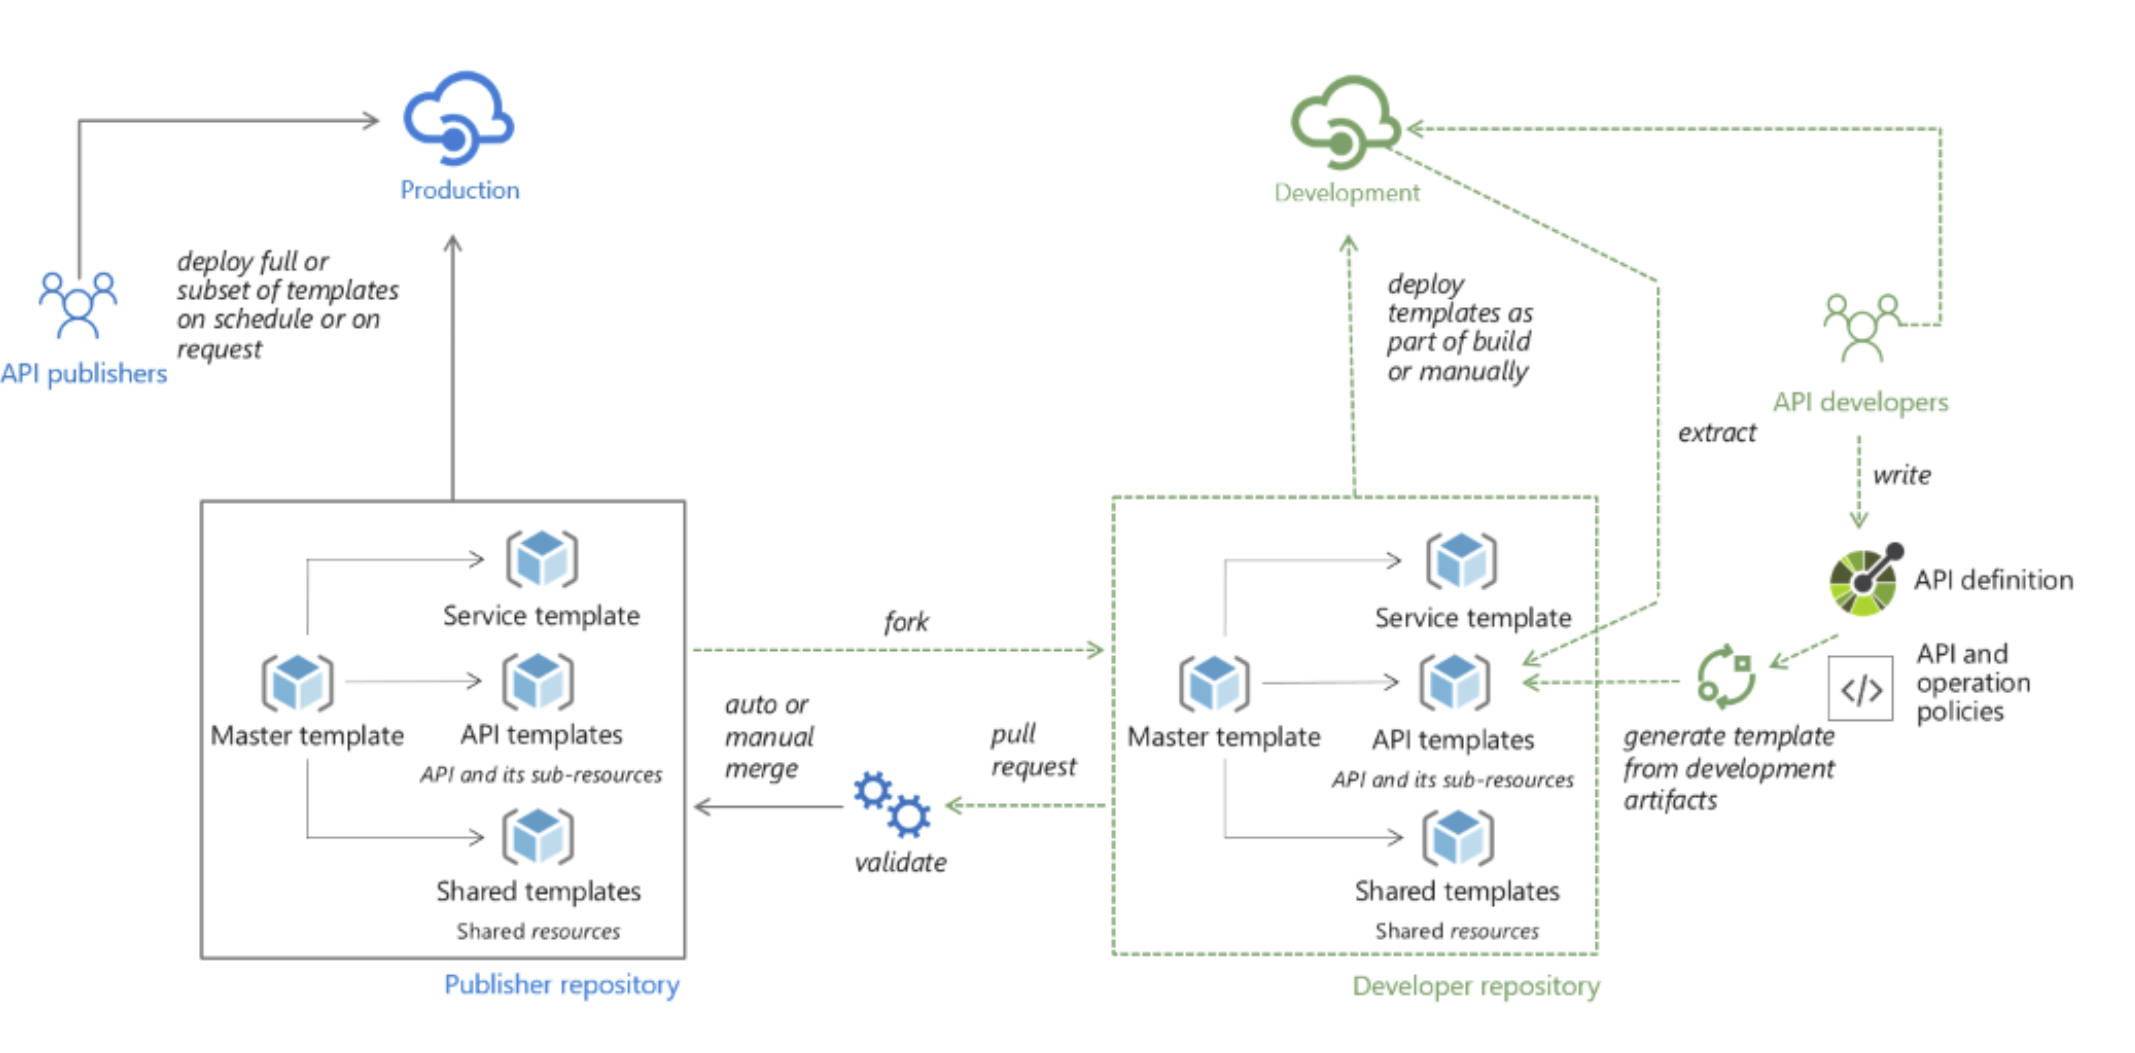 Production
Development
deploy full or
subset of templates
on schedule or on
request
API publishers
deploy
templates as
part of build
or manually
API developers
extract
write
API definition
API and
operation
policies
generate template
from development
artifacts
Service template
Master template
API templates
API and its sub-resources
Shared templates
Shared resources
Publisher repository
fork
auto or
manual
merge
pull
request
validate
Service template
Master template
API templates
API and its sub-resources
Shared templates
Shared resources
Developer repository